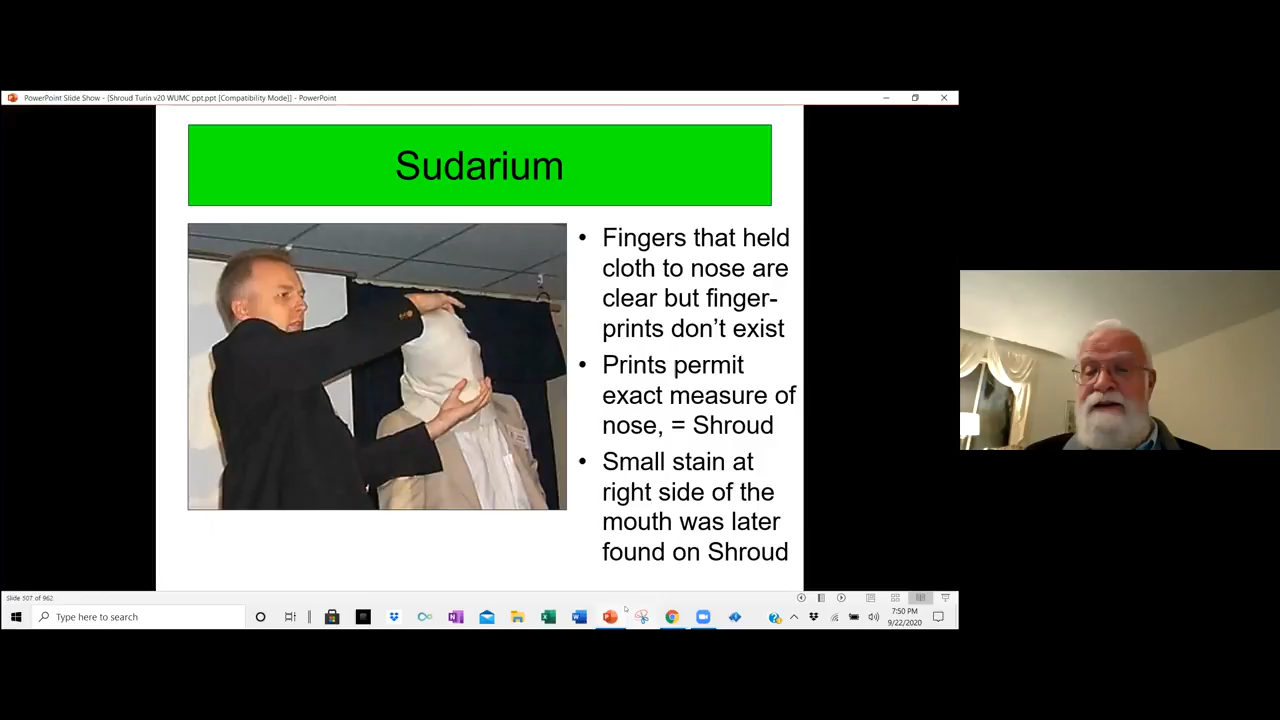 PowerPoint Slide Show - [Shroud Turin v20 WUMC ppt.ppt [Compatibility Mode]] - PowerPoint
Sudarium
• Fingers that held
cloth to nose are
clear but finger-
prints don’t exist
• Prints permit
exact measure of
nose, = Shroud
• Small stain at
right side of the
mouth was later
found on Shroud
Slide 507 of 962
Type here to search
7:50 PM
9/22/2020